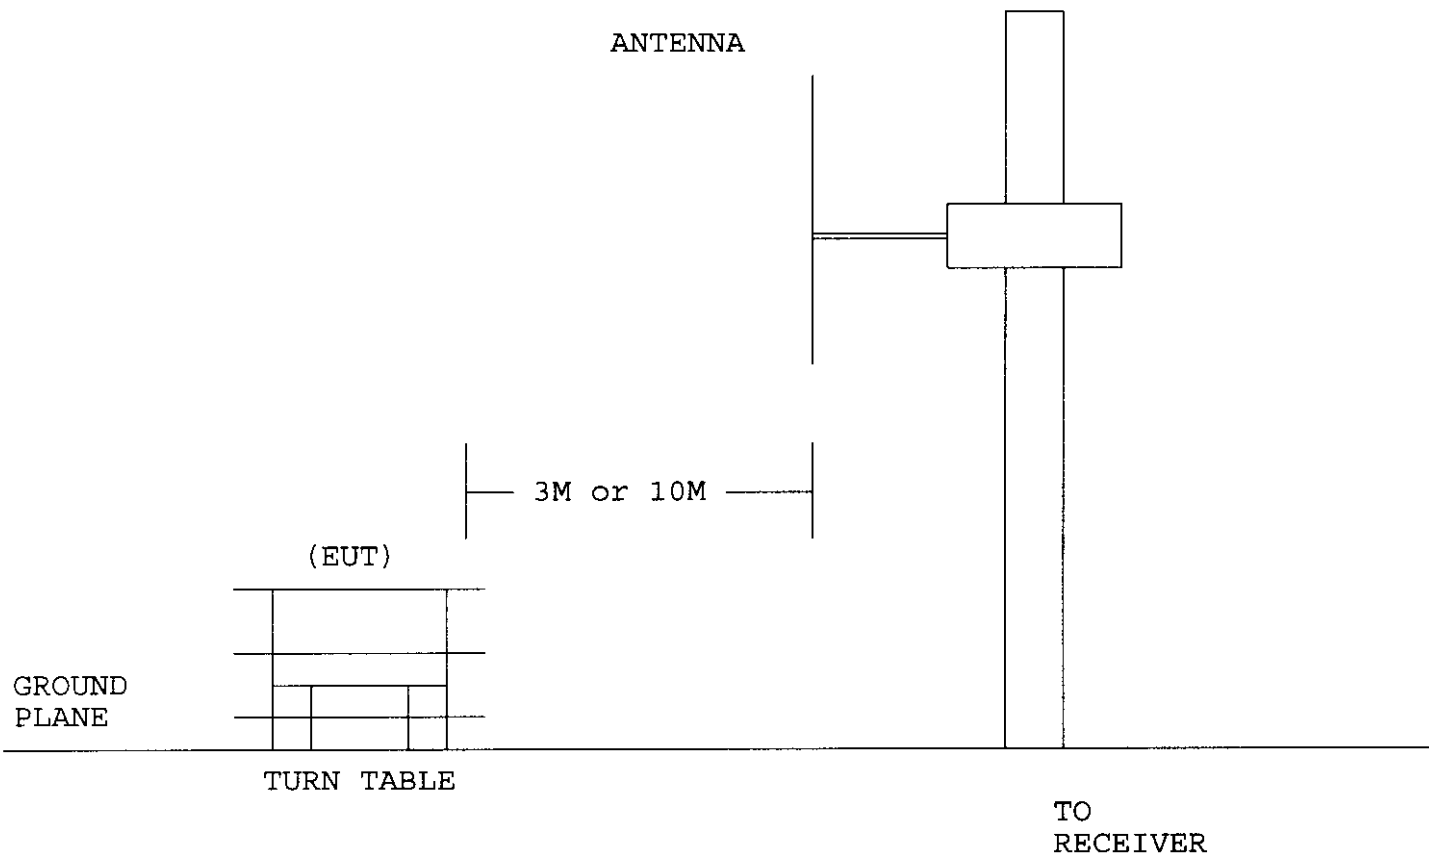 ANTENNA
3M or 10M
(EUT)
GROUND
PLANE
TURN TABLE
TO
RECEIVER